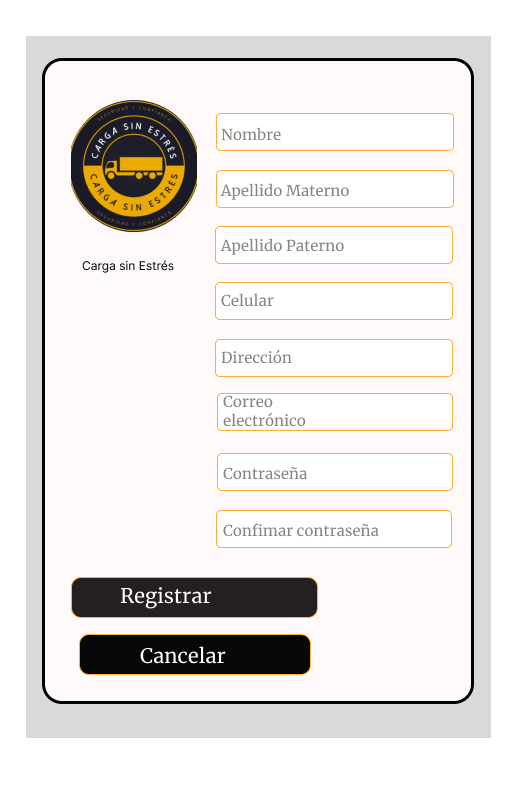 SEGURIDAD Y CONFIANZA
CARGA SIN ESTRÉS
CARGA SIN ESTRÉS
SEGURIDAD Y CONFIANZA
Carga sin Estrés
Nombre
Apellido Materno
Apellido Paterno
Celular
Dirección
Correo
electrónico
Contraseña
Confimar contraseña
Registrar
Cancelar